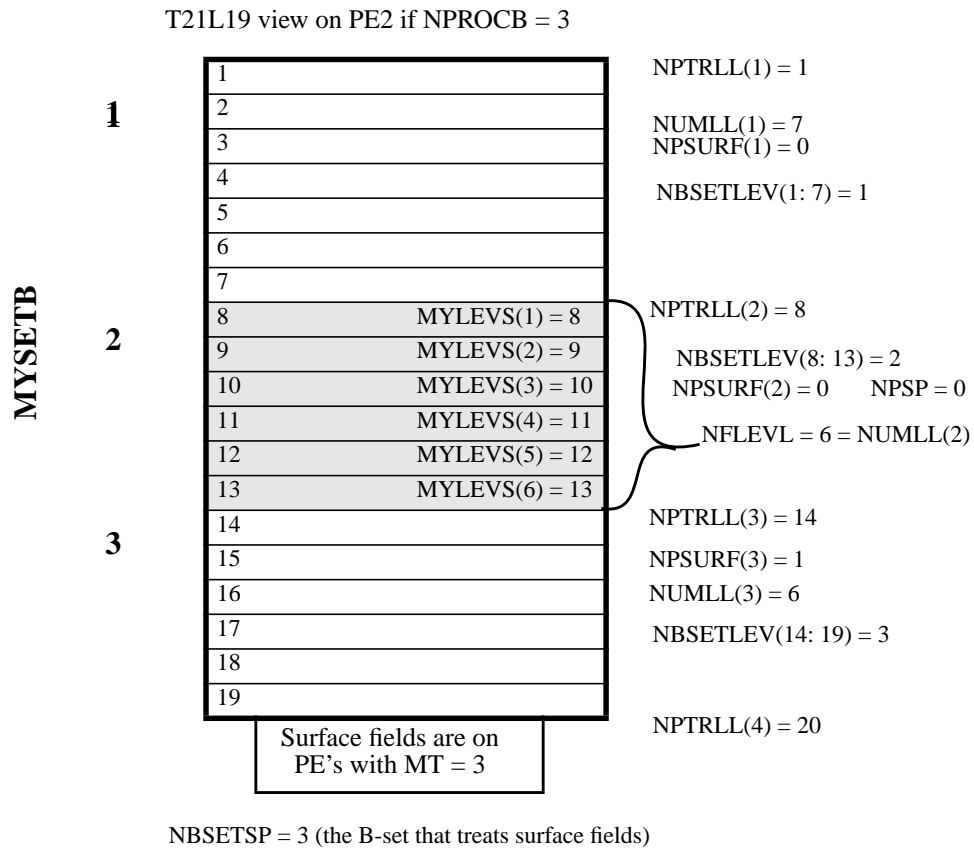 T21L19 view on PE2 if NPROCB = 3
MYSETB
1
2
3
1
2
3
4
5
6
7
8 MYLEVS(1) = 8
9 MYLEVS(2) = 9
10 MYLEVS(3) = 10
11 MYLEVS(4) = 11
12 MYLEVS(5) = 12
13 MYLEVS(6) = 13
14
15
16
17
18
19
Surface fields are on
PE's with MT = 3
NPTRLL(1) = 1
NUMLL(1) = 7
NPSURF(1) = 0
NBSETLEV(1: 7) = 1
NPTRLL(2) = 8
NBSETLEV(8: 13) = 2
NPSURF(2) = 0 NPSP = 0
NFLEVL = 6 = NUMLL(2)
NPTRLL(3) = 14
NPSURF(3) = 1
NUMLL(3) = 6
NBSETLEV(14: 19) = 3
NPTRLL(4) = 20
NBSETSP = 3 (the B-set that treats surface fields)